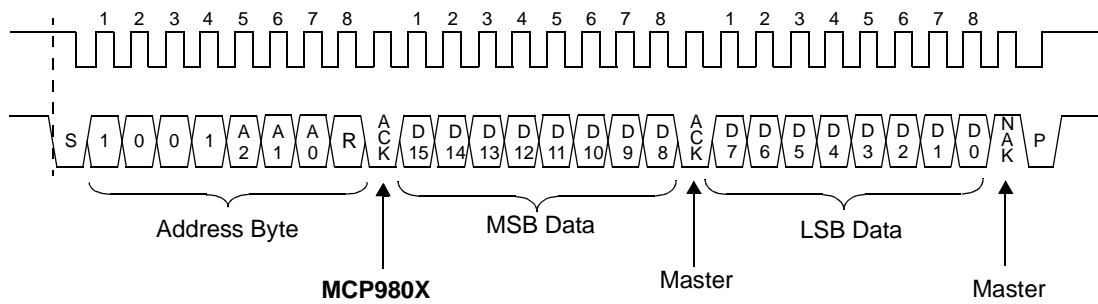 1 2 3 4 5 6 7 8 1 2 3 4 5 6 7 8 1 2 3 4 5 6 7 8
S 1 0 0 1 A2 A1 A0 R ACK D15 D14 D13 D12 D11 D10 D9 D8 ACK D7 D6 D5 D4 D3 D2 D1 D0 NAK P
Address Byte MSB Data LSB Data
MCP980X Master Master